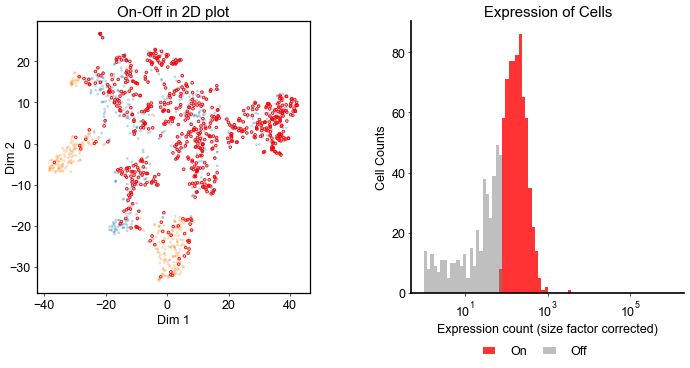 On-Off in 2D plot
20
10
0
−10
−20
−30
Dim 2
−40
−20
0
20
40
Dim 1
Expression of Cells
80
60
40
20
0
Cell Counts
10^1
10^3
10^5
Expression count (size factor corrected)
On
Off